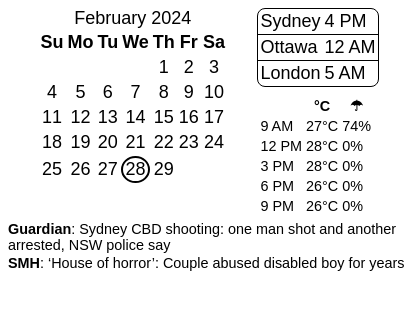 February 2024
Su Mo Tu We Th Fr Sa
1 2 3
4 5 6 7 8 9 10
11 12 13 14 15 16 17
18 19 20 21 22 23 24
25 26 27 28 29
Sydney 4 PM
Ottawa 12 AM
London 5 AM
°C ☂
9 AM 27°C 74%
12 PM 28°C 0%
3 PM 28°C 0%
6 PM 26°C 0%
9 PM 26°C 0%
Guardian: Sydney CBD shooting: one man shot and another
arrested, NSW police say
SMH: ‘House of horror’: Couple abused disabled boy for years